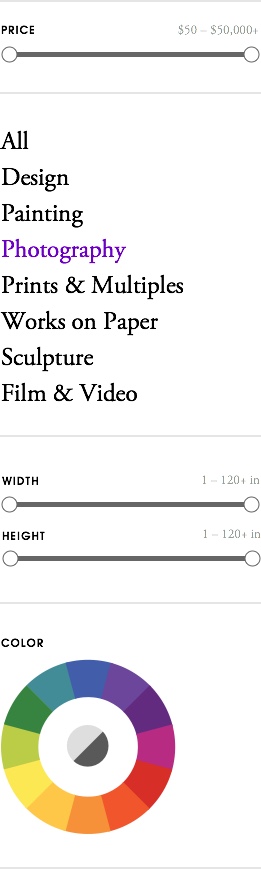 PRICE $50 – $50,000+
All
Design
Painting
Photography
Prints & Multiples
Works on Paper
Sculpture
Film & Video
WIDTH 1 – 120+ in
HEIGHT 1 – 120+ in
COLOR